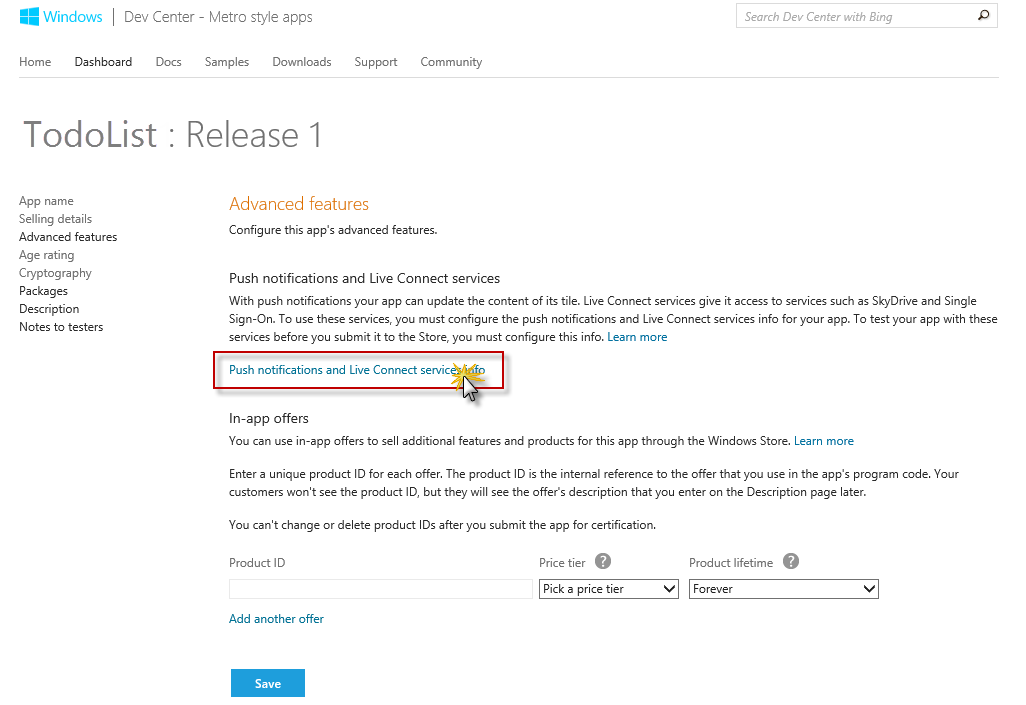 Windows | Dev Center - Metro style apps
Search Dev Center with Bing
Home Dashboard Docs Samples Downloads Support Community
TodoList : Release 1
App name
Selling details
Advanced features
Age rating
Cryptography
Packages
Description
Notes to testers
Advanced features
Configure this app's advanced features.
Push notifications and Live Connect services
With push notifications your app can update the content of its tile. Live Connect services give it access to services such as SkyDrive and Single
Sign-On. To use these services, you must configure the push notifications and Live Connect services info for your app. To test your app with these
services before you submit it to the Store, you must configure this info. Learn more
Push notifications and Live Connect services info
In-app offers
You can use in-app offers to sell additional features and products for this app through the Windows Store. Learn more
Enter a unique product ID for each offer. The product ID is the internal reference to the offer that you use in the app's program code. Your
customers won't see the product ID, but they will see the offer's description that you enter on the Description page later.
You can't change or delete product IDs after you submit the app for certification.
Product ID Price tier ? Product lifetime ?
Pick a price tier Forever
Add another offer
Save